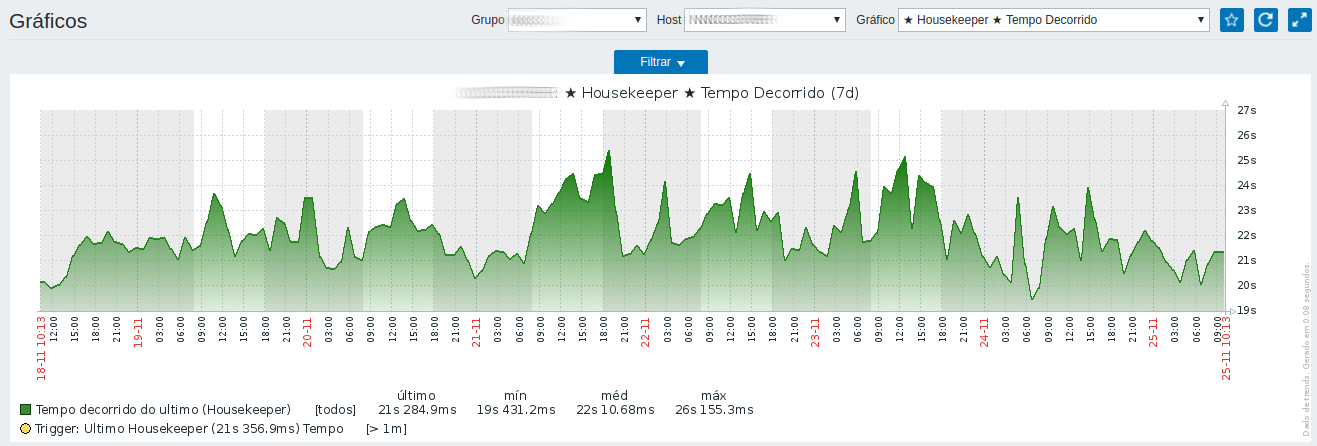 Gráficos
Grupo Host Gráfico ★ Housekeeper ★ Tempo Decorrido
Filtrar
★ Housekeeper ★ Tempo Decorrido (7d)
27s
26s
25s
24s
23s
22s
21s
20s
19s
18-11 10:13 12:00 15:00 18:00 21:00 19-11 03:00 06:00 09:00 12:00 15:00 18:00 21:00 20-11 03:00 06:00 09:00 12:00 15:00 18:00 21:00 21-11 03:00 06:00 09:00 12:00 15:00 18:00 21:00 22-11 03:00 06:00 09:00 12:00 15:00 18:00 21:00 23-11 03:00 06:00 09:00 12:00 15:00 18:00 21:00 24-11 03:00 06:00 09:00 12:00 15:00 18:00 21:00 25-11 03:00 06:00 09:00 25-11 10:13
último mín méd máx
Tempo decorrido do ultimo (Housekeeper) [todos] 21s 284.9ms 19s 431.2ms 22s 10.68ms 26s 155.3ms
Trigger: Ultimo Housekeeper (21s 356.9ms) Tempo [> 1m]
Dado de trends. Gerado em 0.08 segundos.